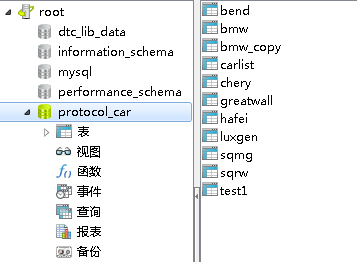 root
dtc_lib_data
information_schema
mysql
performance_schema
protocol_car
表
视图
函数
事件
查询
报表
备份
bend
bmw
bmw_copy
carlist
chery
greatwall
hafei
luxgen
sqmg
sqrw
test1